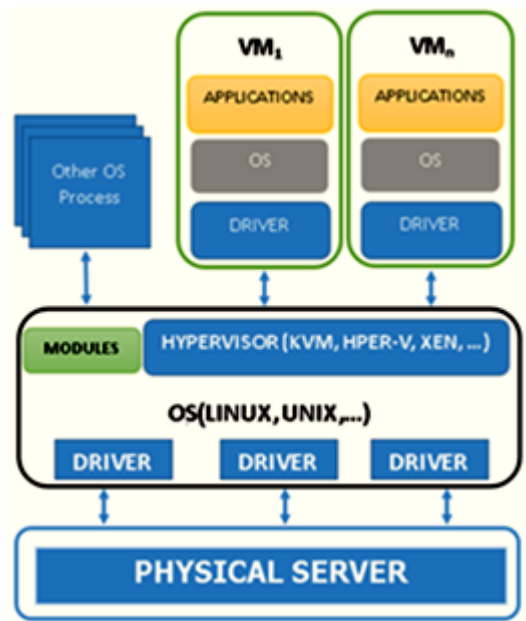 VM₁ VMₙ
APPLICATIONS APPLICATIONS
OS OS
Other OS
Process
DRIVER DRIVER
MODULES HYPERVISOR (KVM, HPER-V, XEN, ...)
OS(LINUX, UNIX,...)
DRIVER DRIVER DRIVER
PHYSICAL SERVER